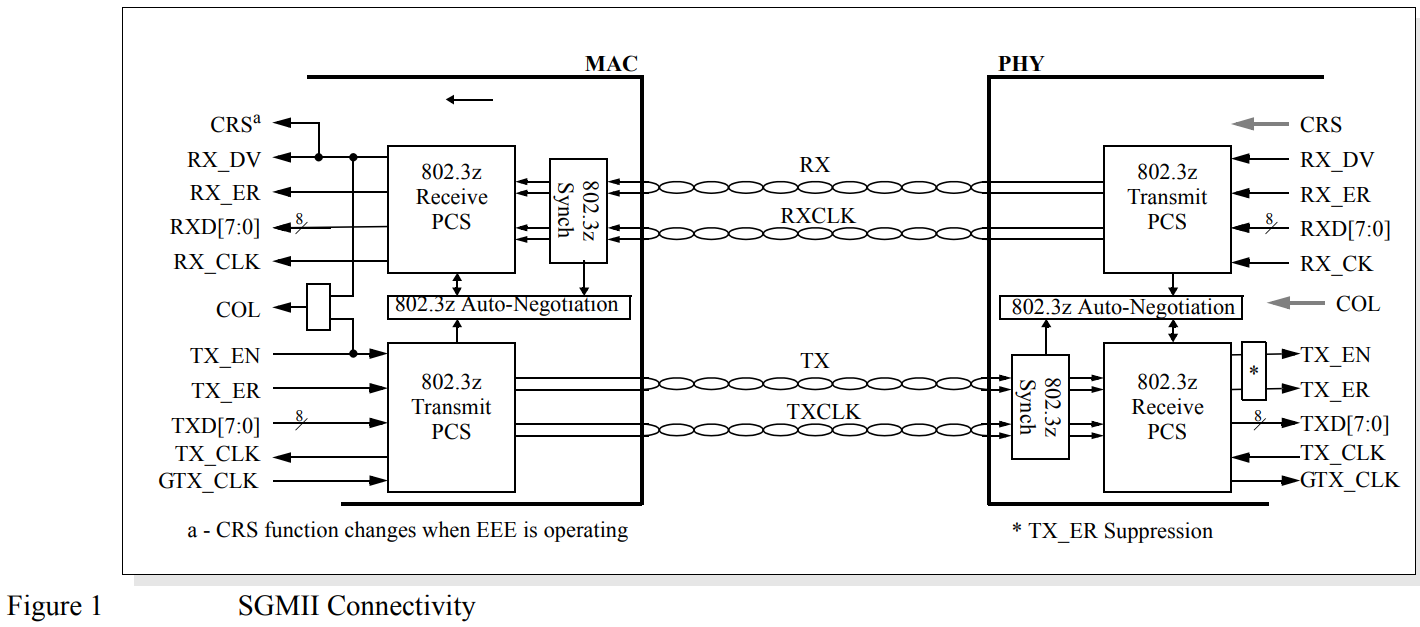 MAC
PHY
CRSa
RX_DV
RX_ER
RXD[7:0]
8
RX_CLK
COL
TX_EN
TX_ER
TXD[7:0]
8
TX_CLK
GTX_CLK
802.3z
Receive
PCS
802.3z
Synch
802.3z Auto-Negotiation
802.3z
Transmit
PCS
RX
RXCLK
TX
TXCLK
802.3z
Transmit
PCS
802.3z Auto-Negotiation
802.3z
Synch
802.3z
Receive
PCS
*
CRS
RX_DV
RX_ER
8
RXD[7:0]
RX_CK
COL
TX_EN
TX_ER
8
TXD[7:0]
TX_CLK
GTX_CLK
a - CRS function changes when EEE is operating
* TX_ER Suppression
Figure 1 SGMII Connectivity